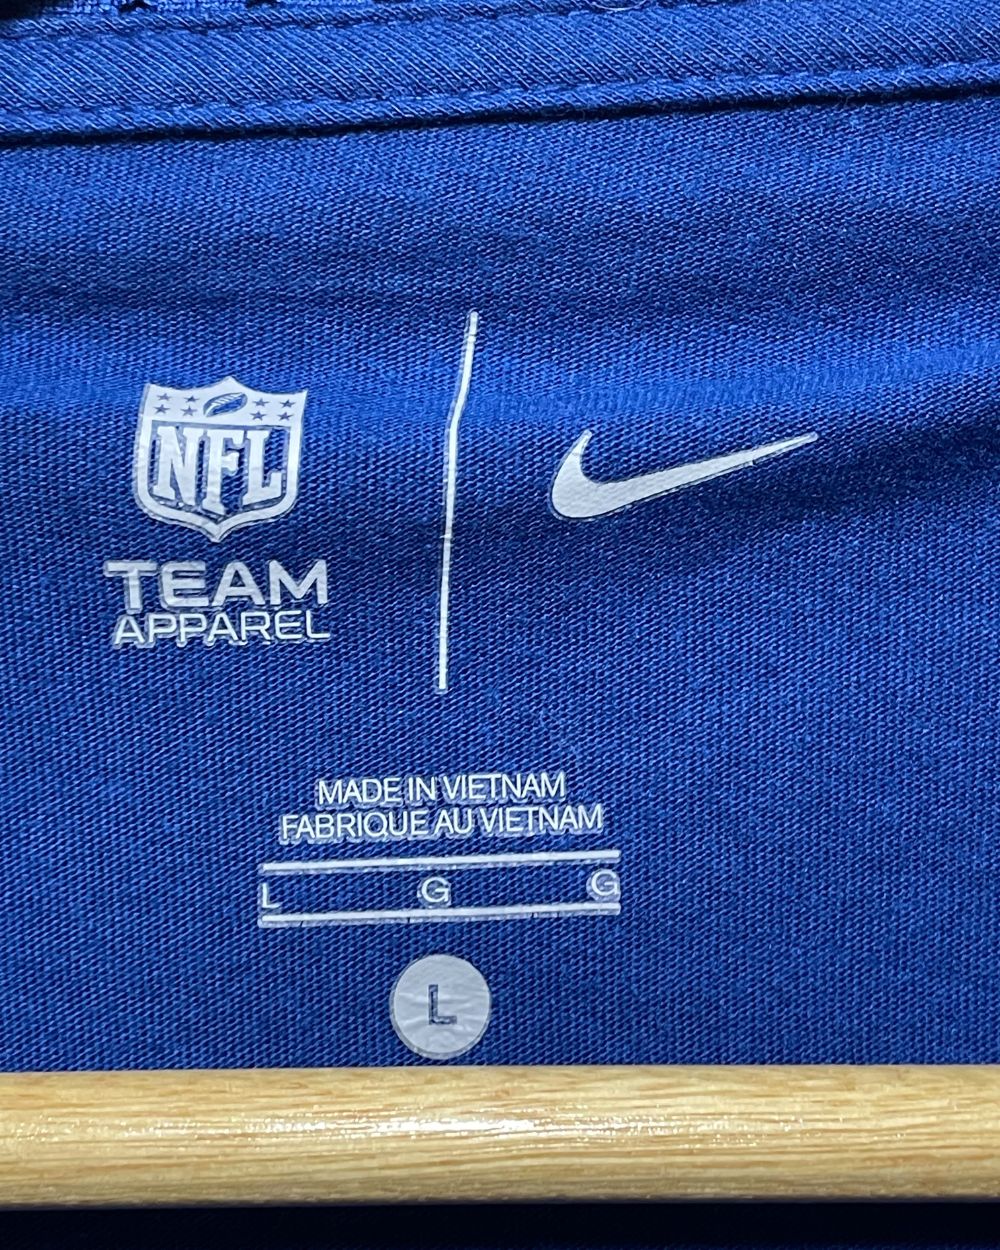 NFL
TEAM
APPAREL
MADE IN VIETNAM
FABRIQUE AU VIETNAM
L G G
L